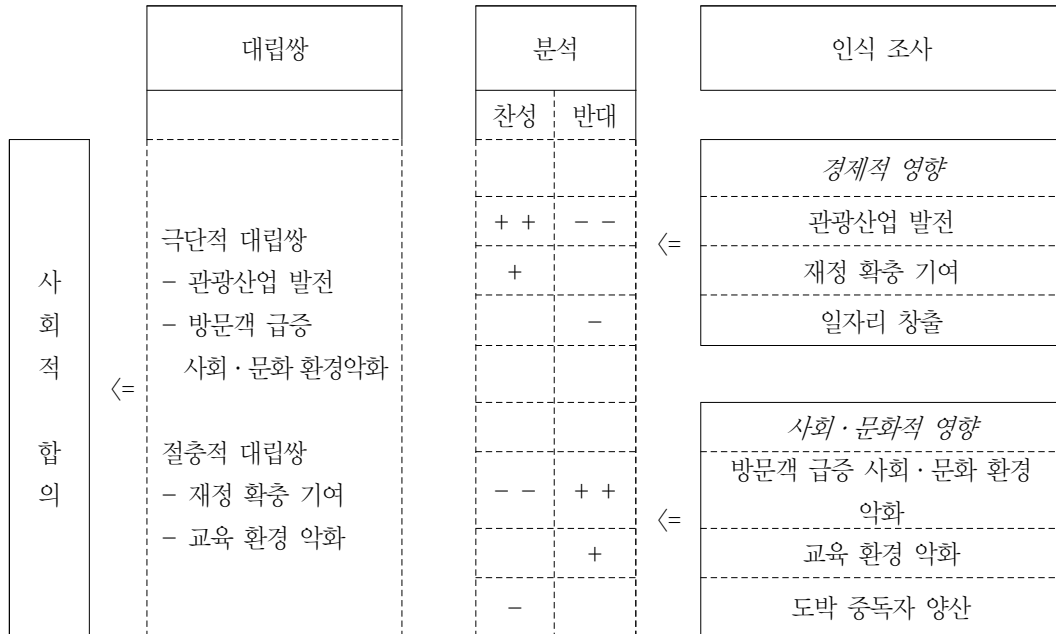 대립쌍
분석
인식 조사
찬성 반대
경제적 영향
+ + − − 〈= 관광산업 발전
+ 재정 확충 기여
− 일자리 창출
사회·문화적 영향
− − + + 〈= 방문객 급증 사회·문화 환경
악화
+ 교육 환경 악화
− 도박 중독자 양산
극단적 대립쌍
− 관광산업 발전
− 방문객 급증
사회·문화 환경악화
절충적 대립쌍
− 재정 확충 기여
− 교육 환경 악화
〈=
사
회
적
합
의